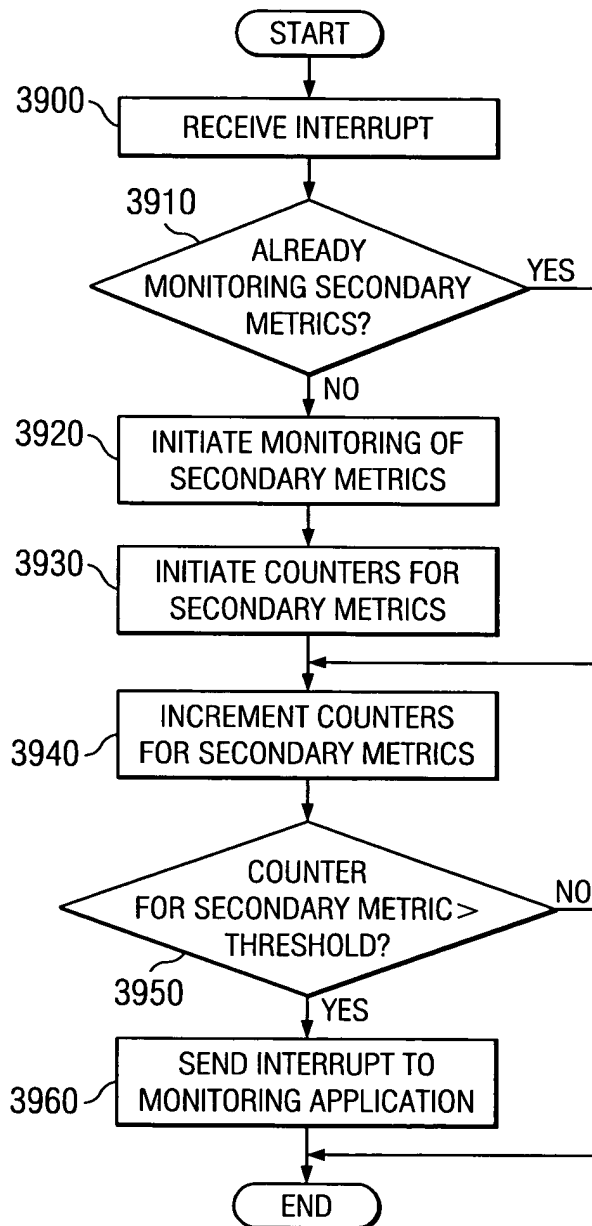 START
3900
RECEIVE INTERRUPT
3910
ALREADY
MONITORING SECONDARY
METRICS?
YES
NO
3920
INITIATE MONITORING OF
SECONDARY METRICS
3930
INITIATE COUNTERS FOR
SECONDARY METRICS
3940
INCREMENT COUNTERS
FOR SECONDARY METRICS
COUNTER
FOR SECONDARY METRIC>
THRESHOLD?
NO
3950
YES
3960
SEND INTERRUPT TO
MONITORING APPLICATION
END